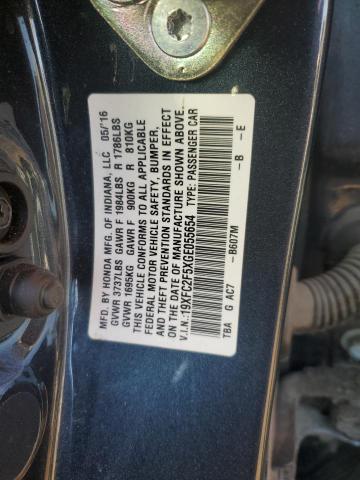 MFD. BY HONDA MFG. OF INDIANA, LLC 05/'16
GVWR 3737LBS GAWR F 1984LBS R 1786LBS
GVWR 1695KG GAWR F 900KG R 810KG
THIS VEHICLE CONFORMS TO ALL APPLICABLE
FEDERAL MOTOR VEHICLE SAFETY, BUMPER,
AND THEFT PREVENTION STANDARDS IN EFFECT
ON THE DATE OF MANUFACTURE SHOWN ABOVE.
V.I.N.:19XFC2F5XGE055654 TYPE: PASSENGER CAR
TBA G AC7 -B607M -B -E